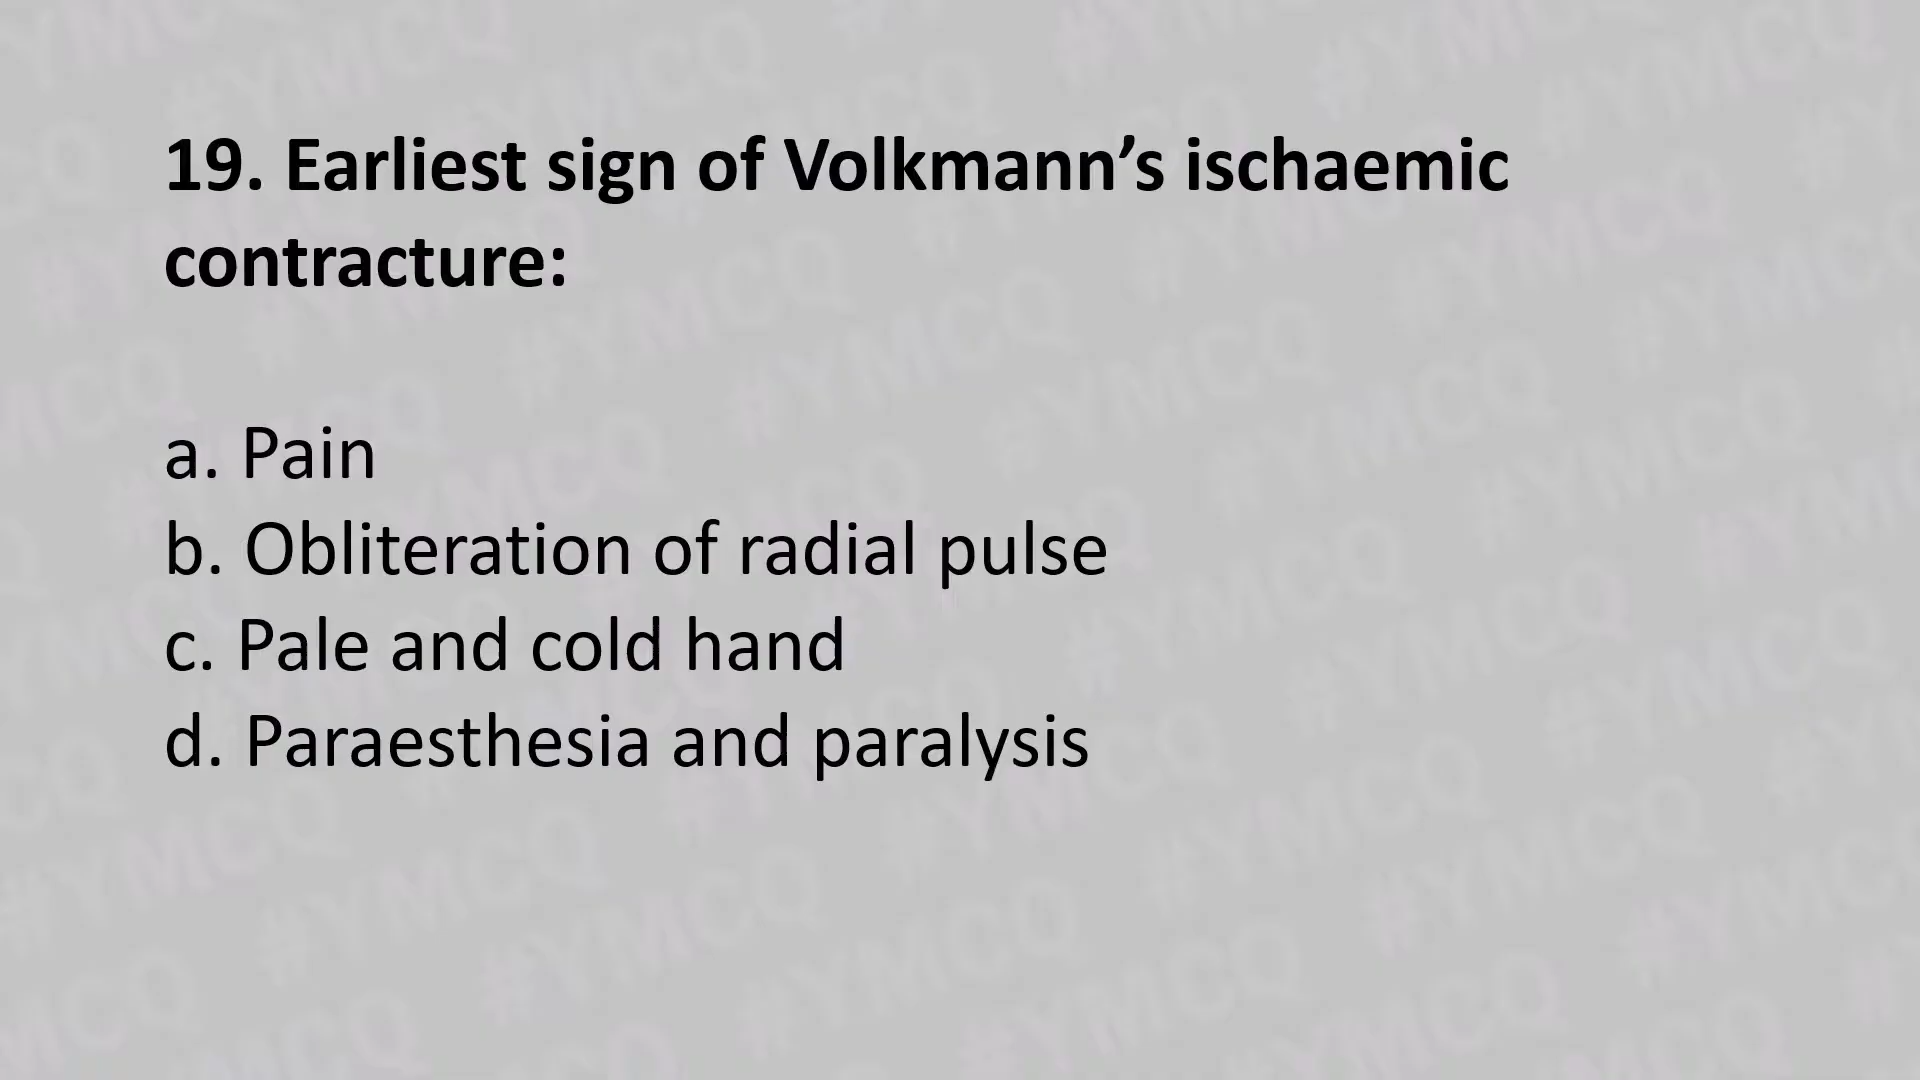 19. Earliest sign of Volkmann’s ischaemic
contracture:
a. Pain
b. Obliteration of radial pulse
c. Pale and cold hand
d. Paraesthesia and paralysis
#YMCQ